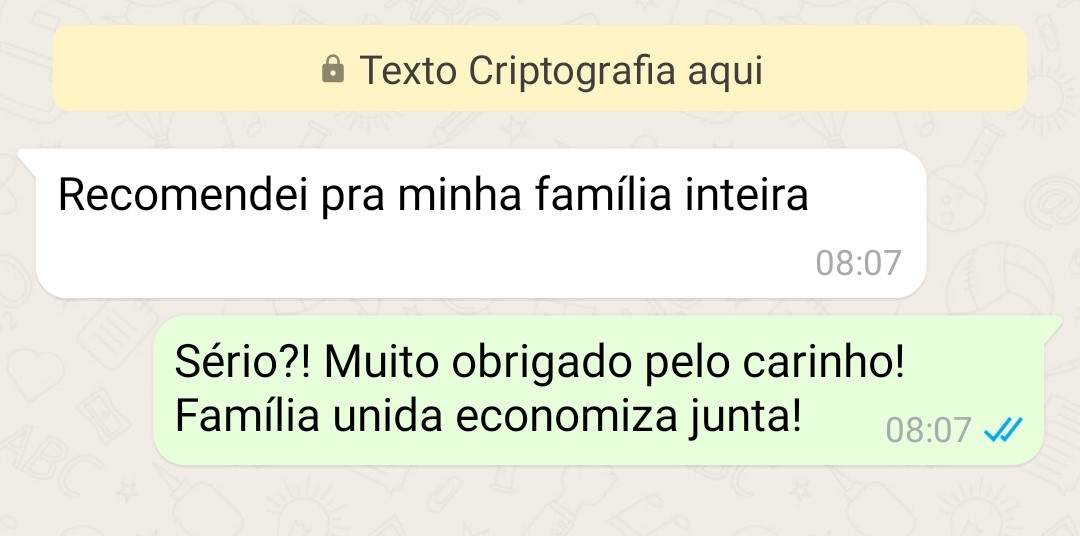 Texto Criptografia aqui
Recomendei pra minha família inteira
08:07
Sério?! Muito obrigado pelo carinho!
Família unida economiza junta!
08:07